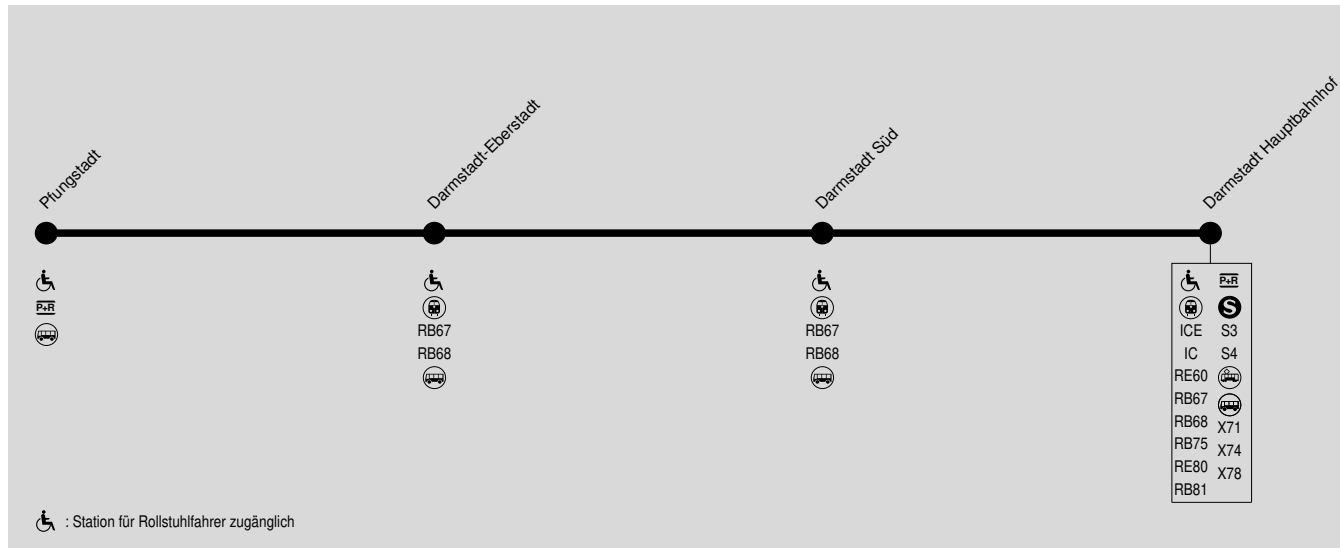 Pfungstadt
Darmstadt-Eberstadt
Darmstadt Süd
Darmstadt Hauptbahnhof
P+R
RB67
RB68
RB67
RB68
P+R
S
ICE S3
IC S4
RE60
RB67
RB68 X71
RB75 X74
RE80 X78
RB81
: Station für Rollstuhlfahrer zugänglich